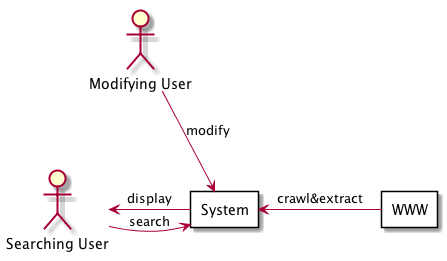 Modifying User
modify
display
crawl&extract
System
WWW
search
Searching User